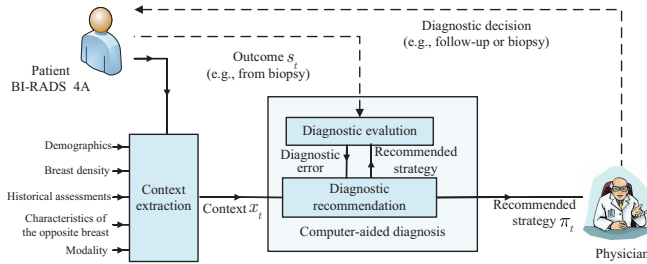 Diagnostic decision
(e.g., follow-up or biopsy)
Outcome s_t
(e.g., from biopsy)
Patient
BI-RADS 4A
Diagnostic evalution
Diagnostic
error
Recommended
strategy
Demographics
Breast density
Historical assessments
Characteristics of
the opposite breast
Modality
Context
extraction
Context x_t
Diagnostic
recommendation
Computer-aided diagnosis
Recommended
strategy π_t
Physician